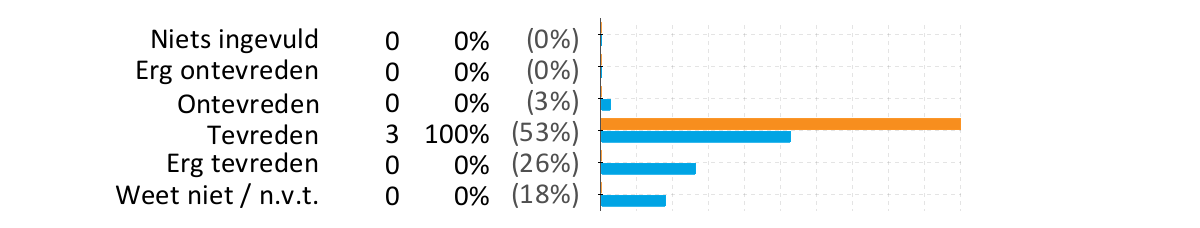 Niets ingevuld 0 0% (0%)
Erg ontevreden 0 0% (0%)
Ontevreden 0 0% (3%)
Tevreden 3 100% (53%)
Erg tevreden 0 0% (26%)
Weet niet / n.v.t. 0 0% (18%)